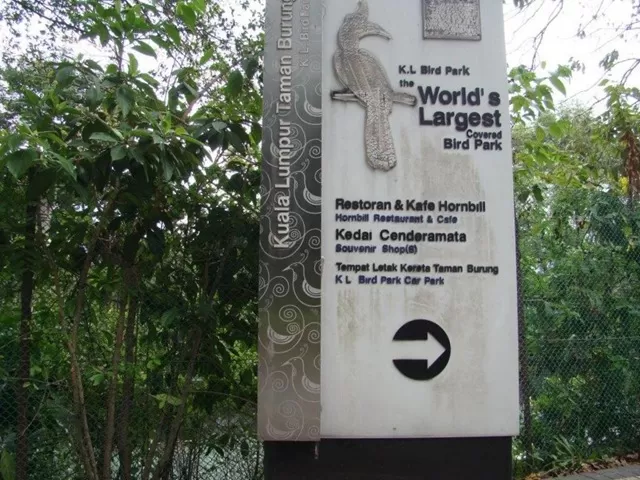 Kuala Lumpur Taman Burung
K L Bird Pa
K.L Bird Park
the
World's
Largest
Covered
Bird Park
Restoran & Kafe Hornbill
Hornbill Restaurant & Cafe
Kedai Cenderamata
Souvenir Shop(s)
Tempat Letak Kereta Taman Burung
K L Bird Park Car Park